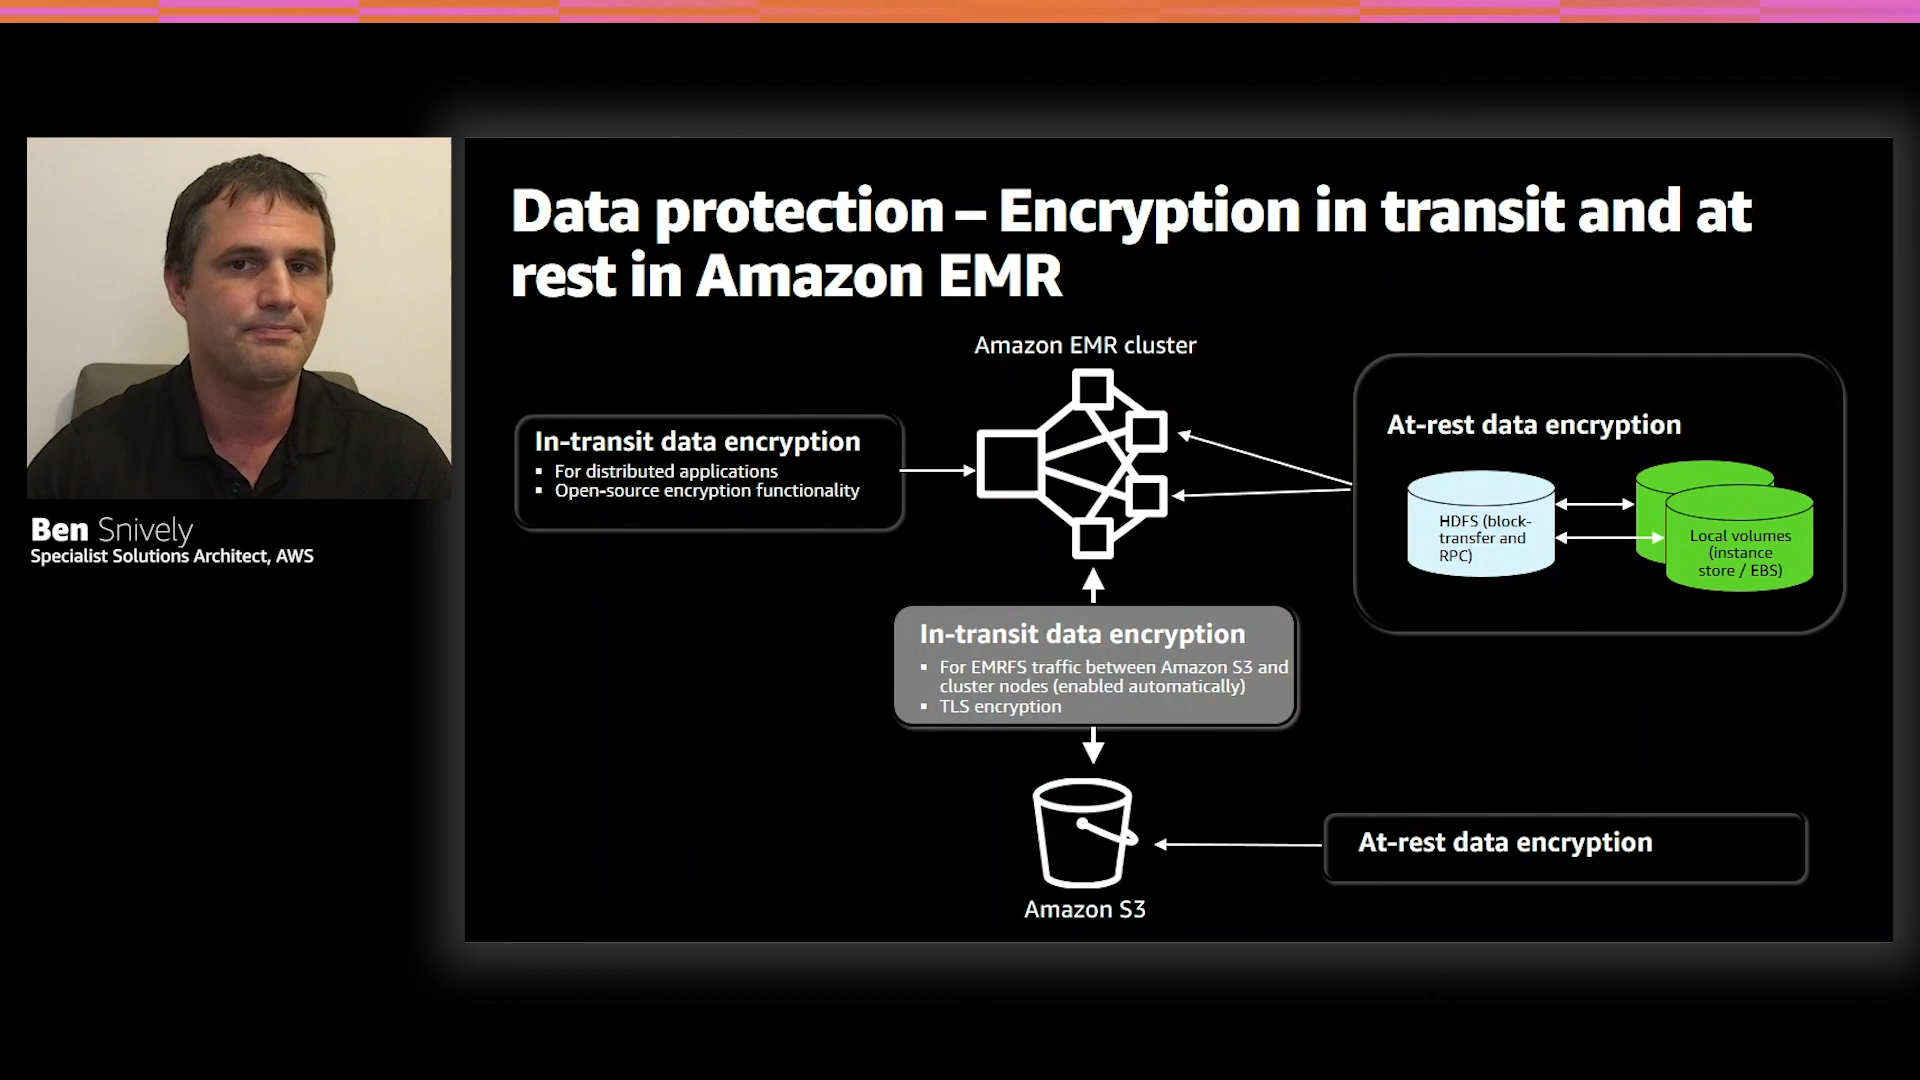 Data protection – Encryption in transit and at
rest in Amazon EMR
Amazon EMR cluster
In-transit data encryption
▪ For distributed applications
▪ Open-source encryption functionality
At-rest data encryption
HDFS (block-
transfer and
RPC)
Local volumes
(instance
store / EBS)
Ben Snively
Specialist Solutions Architect, AWS
In-transit data encryption
▪ For EMRFS traffic between Amazon S3 and
cluster nodes (enabled automatically)
▪ TLS encryption
At-rest data encryption
Amazon S3